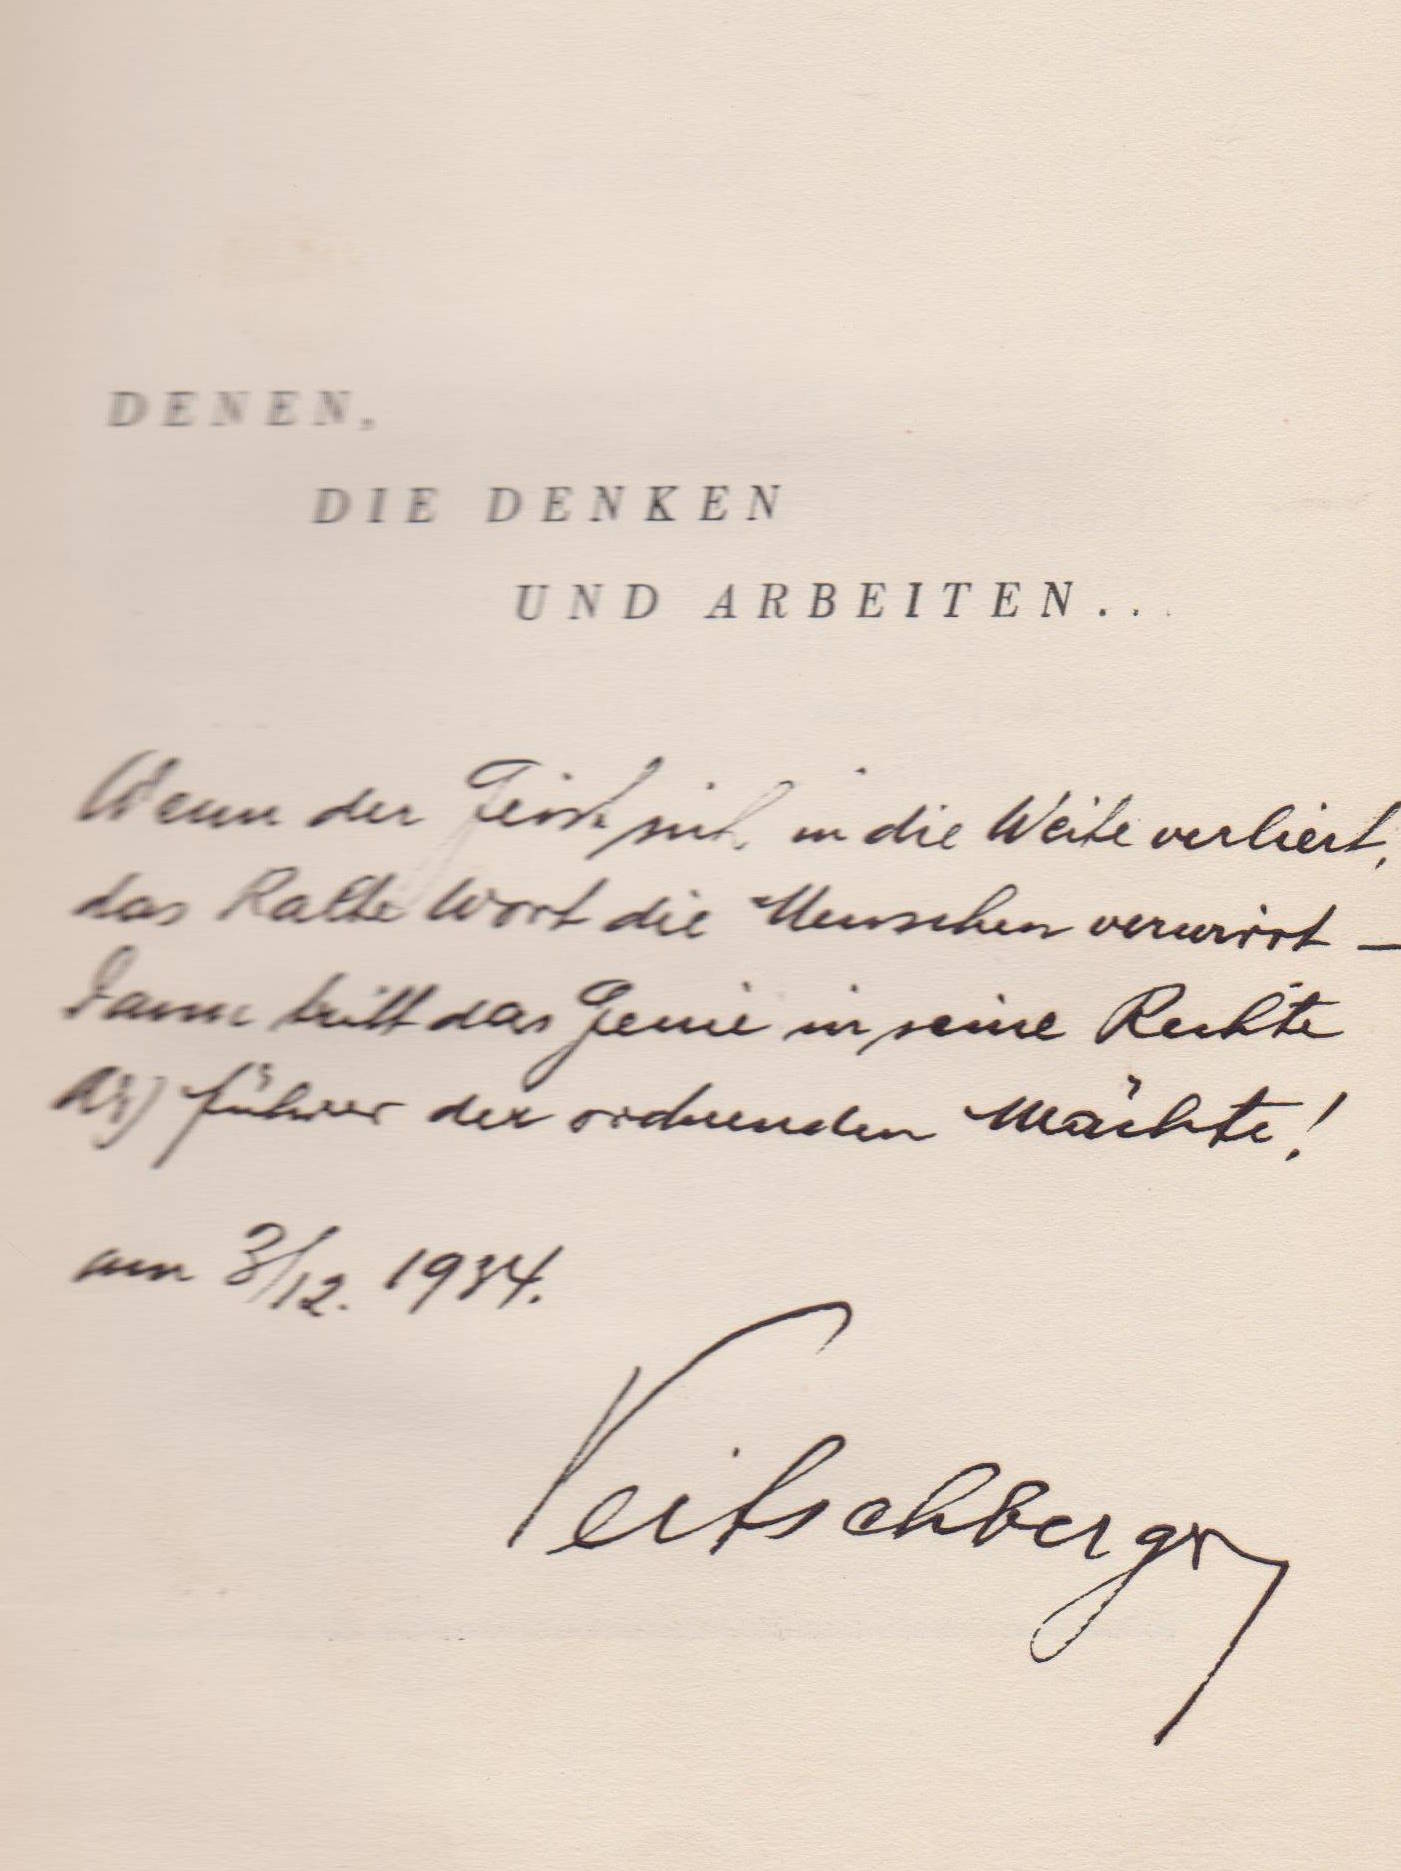 DENEN,
DIE DENKEN
UND ARBEITEN...
Wenn der Geist sich in die Weite verliert,
das kalte Wort die Menschen verwirrt –
Dann tritt das Genie in seine Rechte
Als Führer der ordnenden Mächte!
am 3/12. 1934.